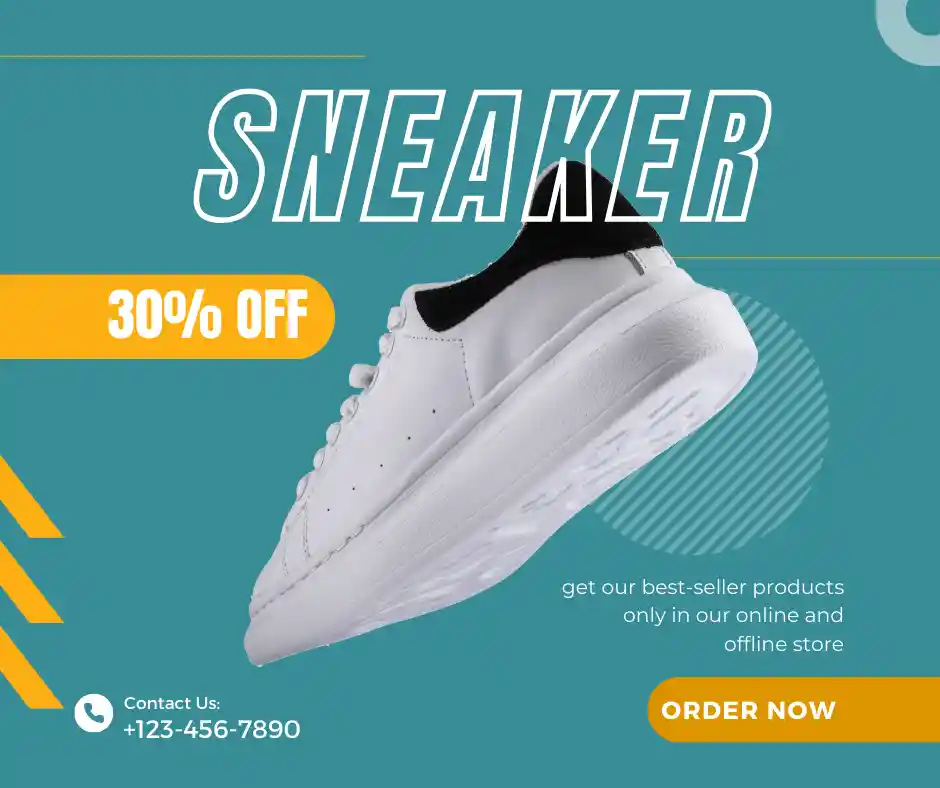 SNEAKER
30% OFF
get our best-seller products
only in our online and
offline store
Contact Us:
+123-456-7890
ORDER NOW